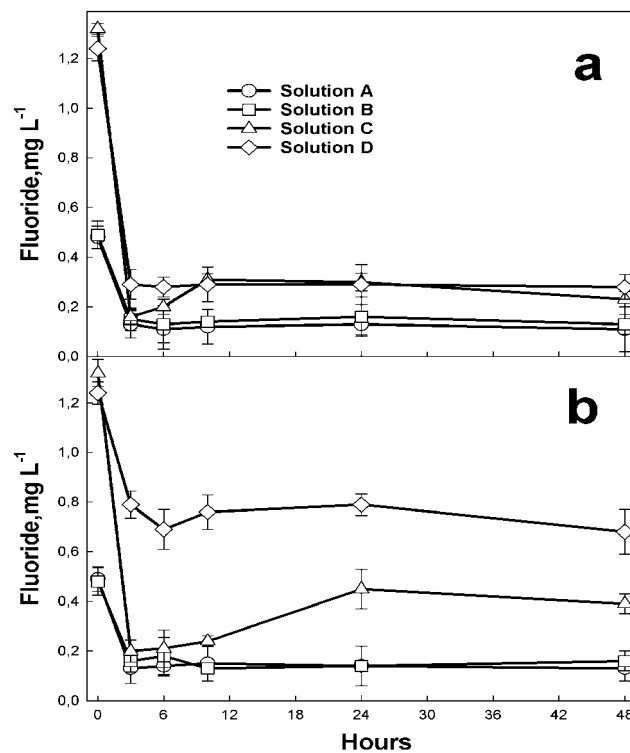 a
1,2
1,0
0,8
0,6
0,4
0,2
0,0
Fluoride,mg L-1
Solution A
Solution B
Solution C
Solution D
b
1,2
1,0
0,8
0,6
0,4
0,2
0,0
Fluoride,mg L-1
0 6 12 18 24 30 36 42 48
Hours